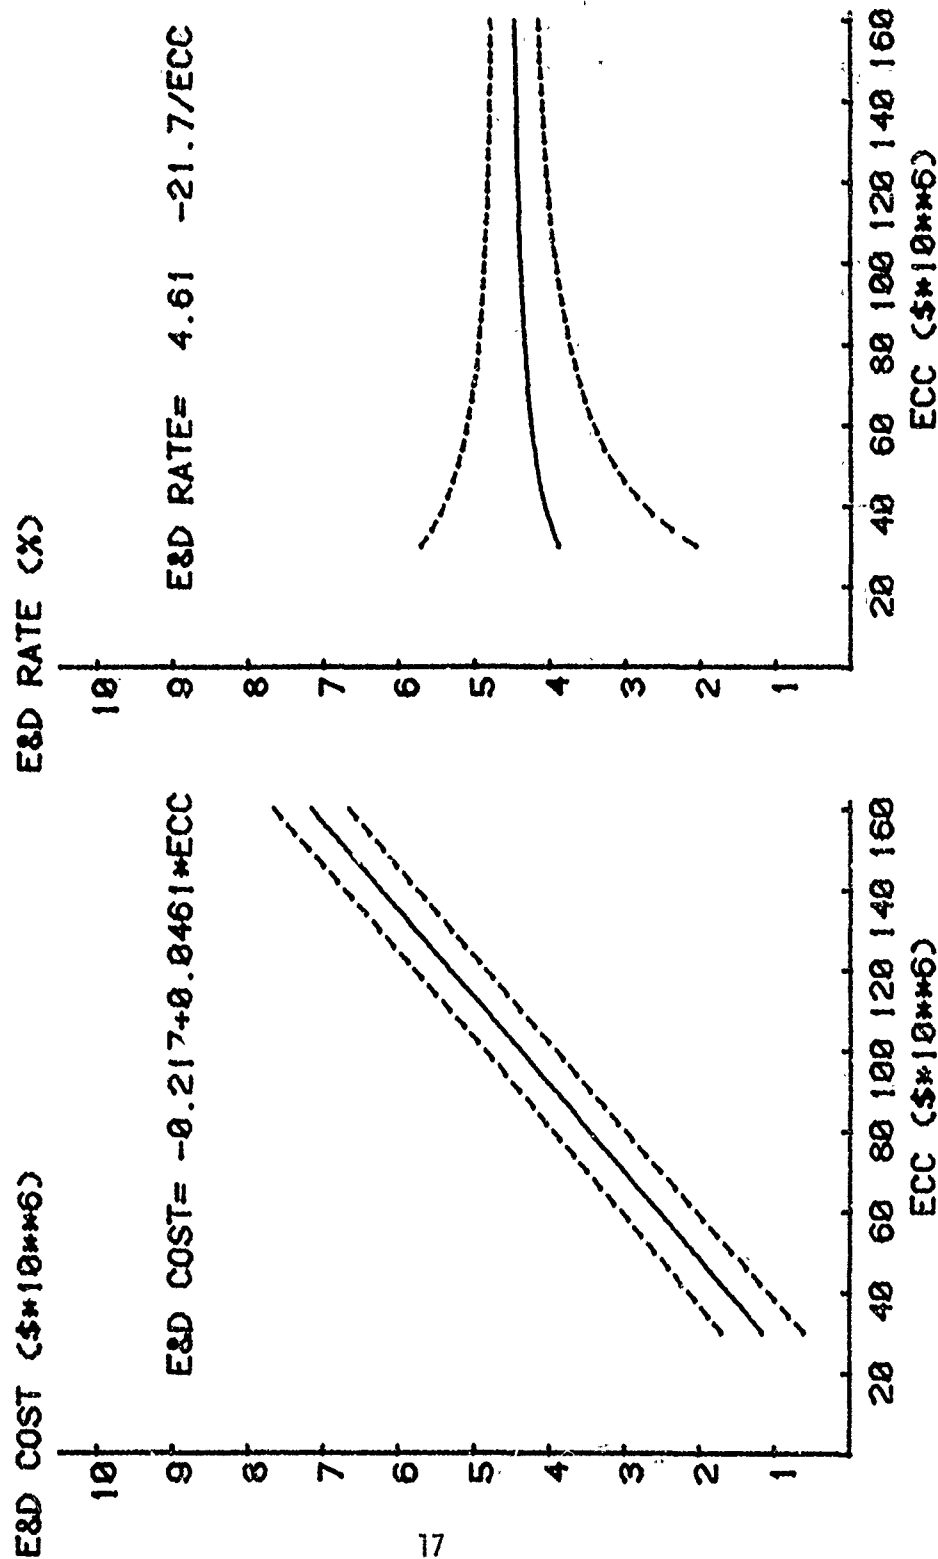 E&D COST ($*10**6)
E&D COST= -0.217+0.0461*ECC
10
9
8
7
6
5
4
3
2
1
20 40 60 80 100 120 140 160
ECC ($*10**6)
E&D RATE (%)
E&D RATE= 4.61 -21.7/ECC
10
9
8
7
6
5
4
3
2
1
20 40 60 80 100 120 140 160
ECC ($*10**6)
17